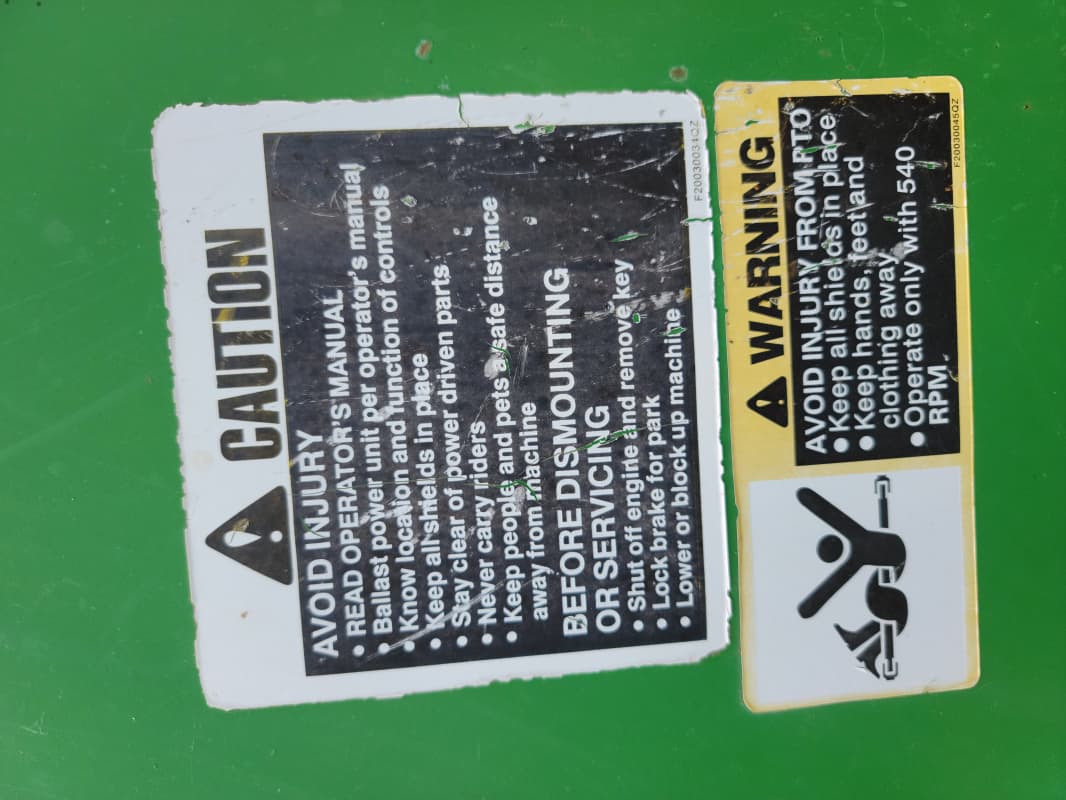 CAUTION
AVOID INJURY
• READ OPERATOR'S MANUAL
• Ballast power unit per operator's manual
• Know location and function of controls
• Keep all shields in place
• Stay clear of power driven parts
• Never carry riders
• Keep people and pets a safe distance
away from machine
BEFORE DISMOUNTING
OR SERVICING
• Shut off engine and remove key
• Lock brake for park
• Lower or block up machine
F20030034QZ
WARNING
AVOID INJURY FROM PTO
• Keep all shields in place
• Keep hands, feet and
clothing away
• Operate only with 540
RPM
F20030045QZ